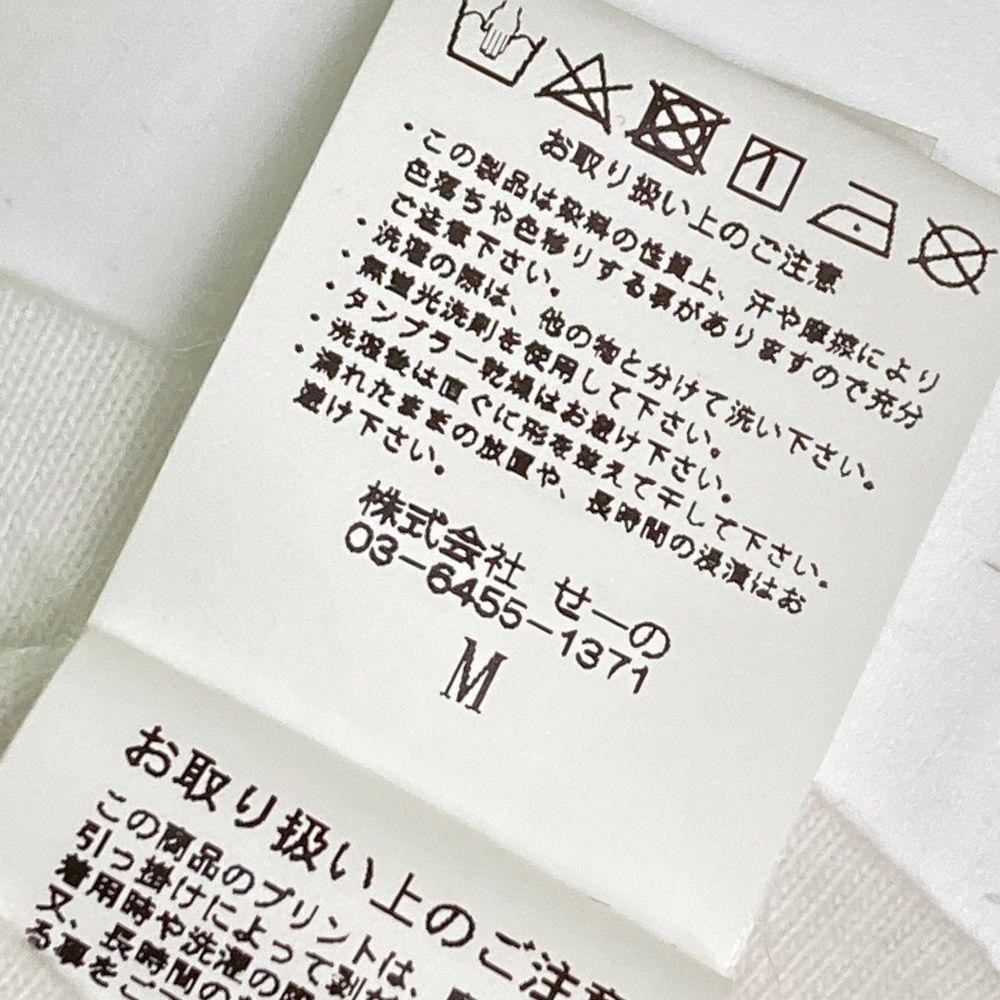 お取り扱い上のご注意
・この製品は染料の性質上、汗や摩擦により
色落ちや色移りする事がありますので充分
ご注意下さい。
・洗濯の際は、他の物と分けて洗い下さい。
・無蛍光洗剤を使用して下さい。
・タンブラー乾燥はお避け下さい。
・洗濯後は直ぐに形を整えて干して下さい。
・濡れたままの放置や、長時間の浸漬はお
避け下さい。
株式会社 せーの
03-6455-1371
M
お取り扱い上のご注意
この商品のプリントは、
引っ掛けによって剥が
着用時や洗濯の際
又、長時間の
る事をご